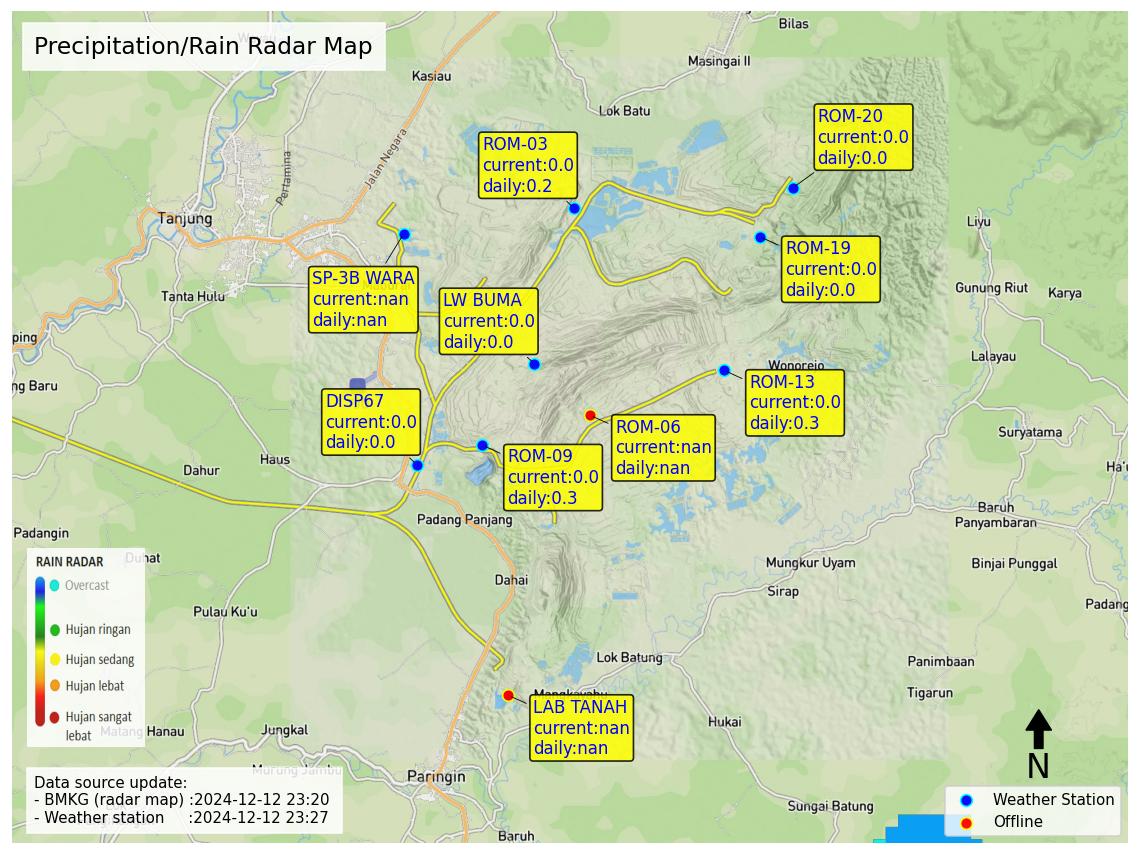 Precipitation/Rain Radar Map
Bilas
Masingai II
Kasiau
Lok Batu
Jalan Negara
Pertamina
Tanjung
Tanta Hulu
ROM-03
current:0.0
daily:0.2
ROM-20
current:0.0
daily:0.0
ROM-19
current:0.0
daily:0.0
SP-3B WARA
current:nan
daily:nan
LW BUMA
current:0.0
daily:0.0
Liyu
Gunung Riut
Karya
Lalayau
ping
ng Baru
Wonorejo
ROM-13
current:0.0
daily:0.3
DISP67
current:0.0
daily:0.0
ROM-06
current:nan
daily:nan
ROM-09
current:0.0
daily:0.3
Suryatama
Ha'u
Haus
Dahur
Padang Panjang
Baruh
Panyambaran
Padangin
Duhat
Binjai Punggal
Mungkur Uyam
Sirap
Padang
Dahai
Pulau Ku'u
RAIN RADAR
Overcast
Hujan ringan
Hujan sedang
Hujan lebat
Hujan sangat
lebat
Lok Batung
Panimbaan
Tigarun
Mangkayahu
LAB TANAH
current:nan
daily:nan
Hukai
Matang Hanau
Jungkal
Murung Jambu
Paringin
Sungai Batung
Baruh
Data source update:
- BMKG (radar map) :2024-12-12 23:20
- Weather station :2024-12-12 23:27
N
Weather Station
Offline